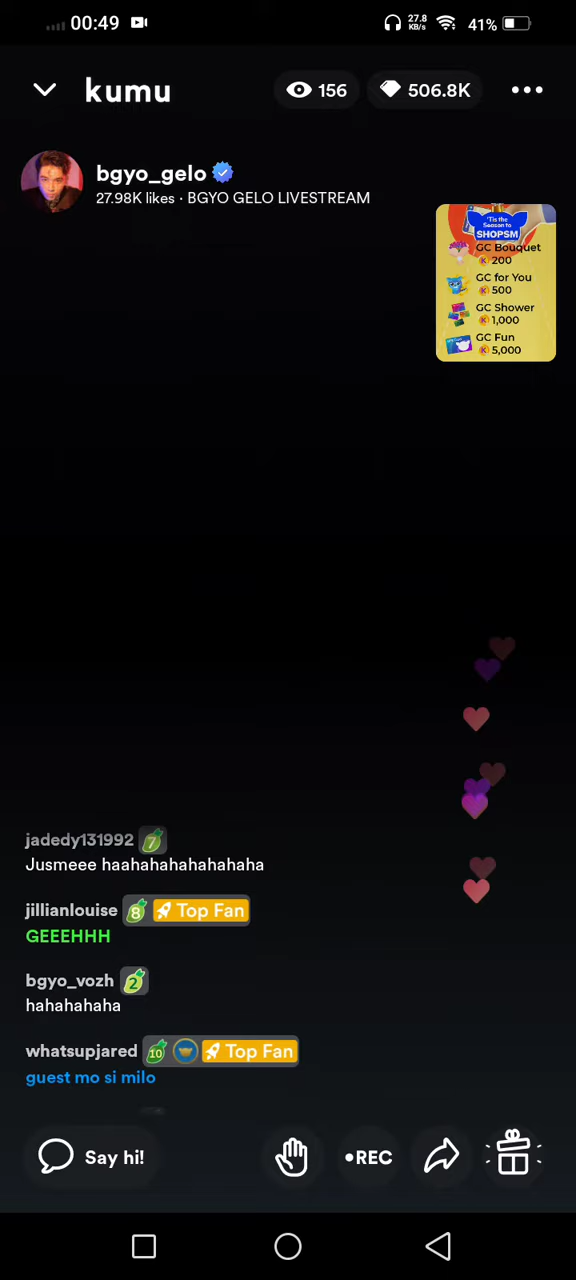 00:49
27.8
KB/s
41%
kumu
156
506.8K
bgyo_gelo
27.98K likes · BGYO GELO LIVESTREAM
'Tis the
Season to
SHOPSM
GC Bouquet
200
GC for You
500
GC Shower
1,000
GC Fun
5,000
jadedy131992 7
Jusmeee haahahahahahahaha
jillianlouise 8 Top Fan
GEEEHHH
bgyo_vozh 2
hahahahaha
whatsupjared 10 Top Fan
guest mo si milo
Say hi!
•REC